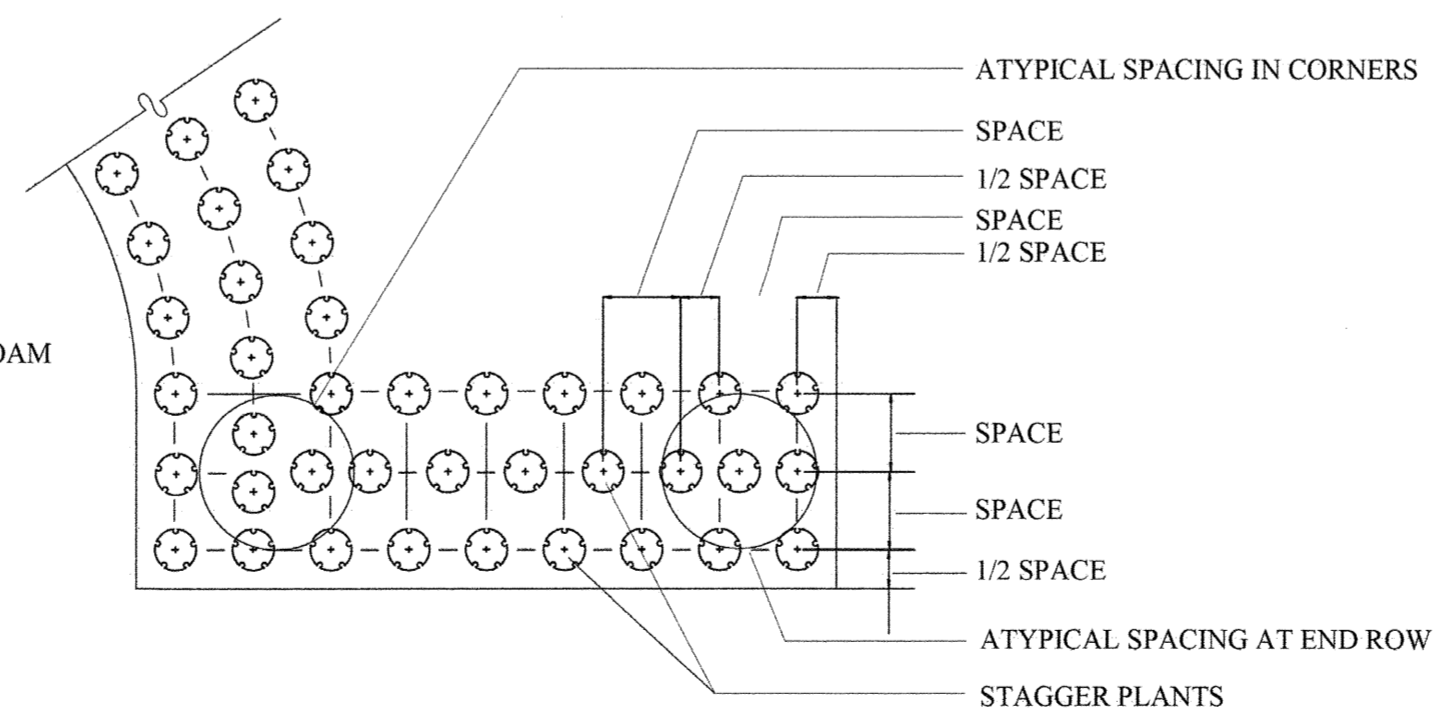 ATYPICAL SPACING IN CORNERS
SPACE
1/2 SPACE
SPACE
1/2 SPACE
OAM
SPACE
SPACE
1/2 SPACE
ATYPICAL SPACING AT END ROW
STAGGER PLANTS